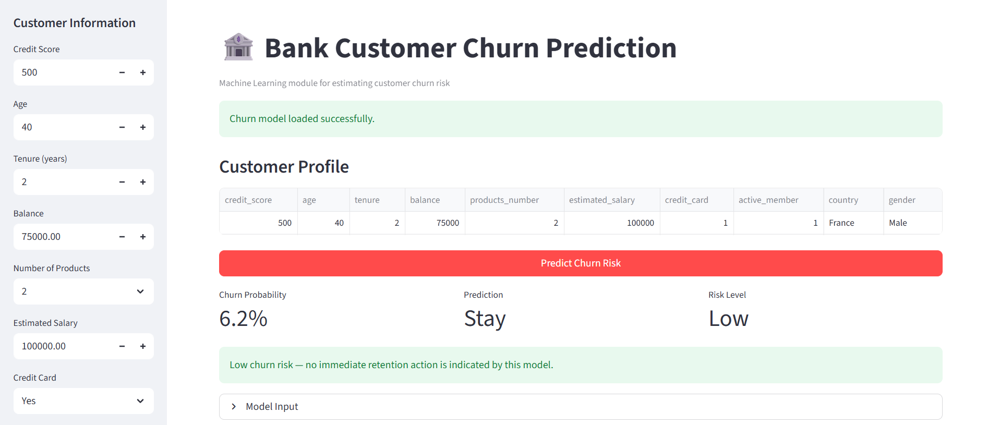 Customer Information
Credit Score
500
Age
40
Tenure (years)
2
Balance
75000.00
Number of Products
2
Estimated Salary
100000.00
Credit Card
Yes
Bank Customer Churn Prediction
Machine Learning module for estimating customer churn risk
Churn model loaded successfully.
Customer Profile
credit_score age tenure balance products_number estimated_salary credit_card active_member country gender
500 40 2 75000 2 100000 1 1 France Male
Predict Churn Risk
Churn Probability Prediction Risk Level
6.2% Stay Low
Low churn risk — no immediate retention action is indicated by this model.
Model Input